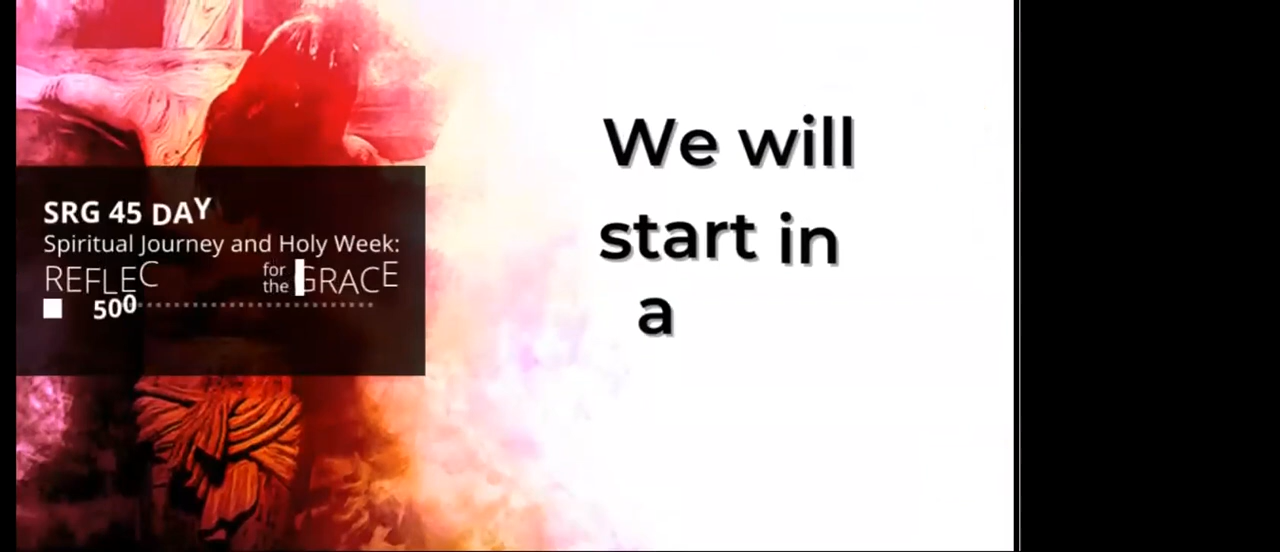 SRG 45 DAY
Spiritual Journey and Holy Week:
REFLEC for the GRACE
500
We will
start in
a